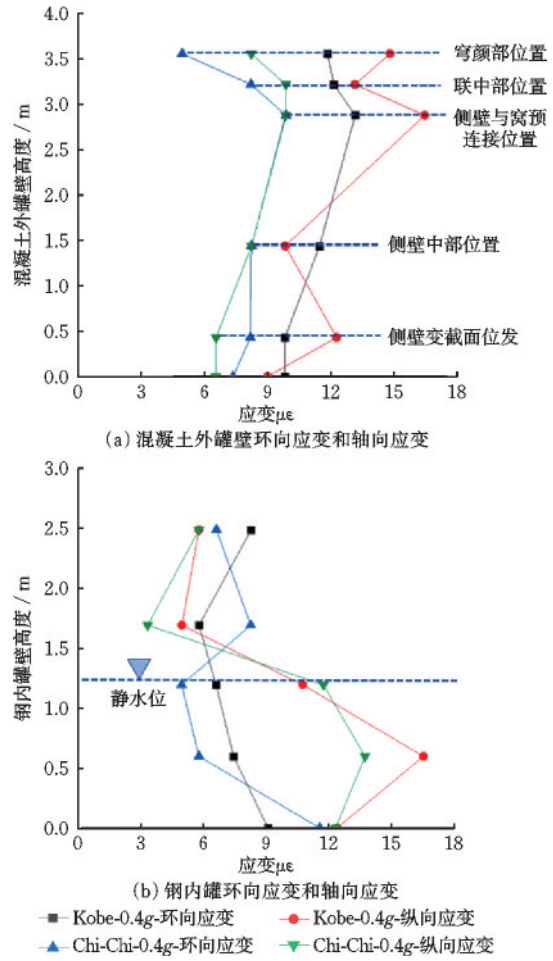 4.0
3.5
3.0
2.5
2.0
1.5
1.0
0.5
0.0
混凝土外罐壁高度 / m
穹颜部位置
联中部位置
侧壁与窝预
连接位置
侧壁中部位置
侧壁变截面位发
0 3 6 9 12 15 18
应变με
(a) 混凝土外罐壁环向应变和轴向应变
3.0
2.5
2.0
1.5
1.0
0.5
0.0
钢内罐壁高度 / m
静水位
0 3 6 9 12 15 18
应变με
(b) 钢内罐环向应变和轴向应变
Kobe-0.4g-环向应变 Kobe-0.4g-纵向应变
Chi-Chi-0.4g-环向应变 Chi-Chi-0.4g-纵向应变